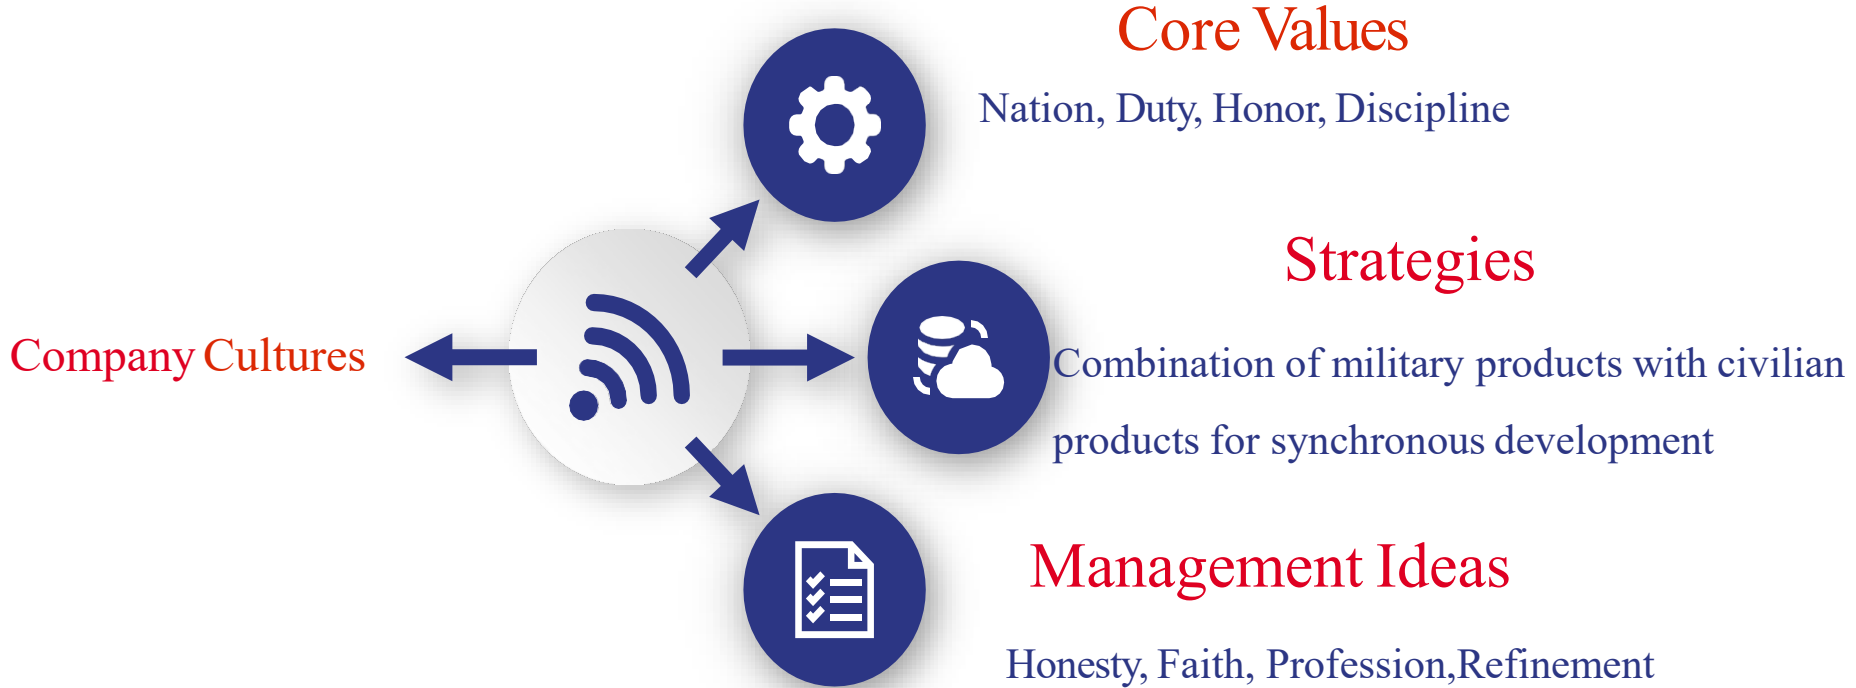 Core Values
Nation, Duty, Honor, Discipline
Strategies
Company Cultures
Combination of military products with civilian
products for synchronous development
Management Ideas
Honesty, Faith, Profession,Refinement